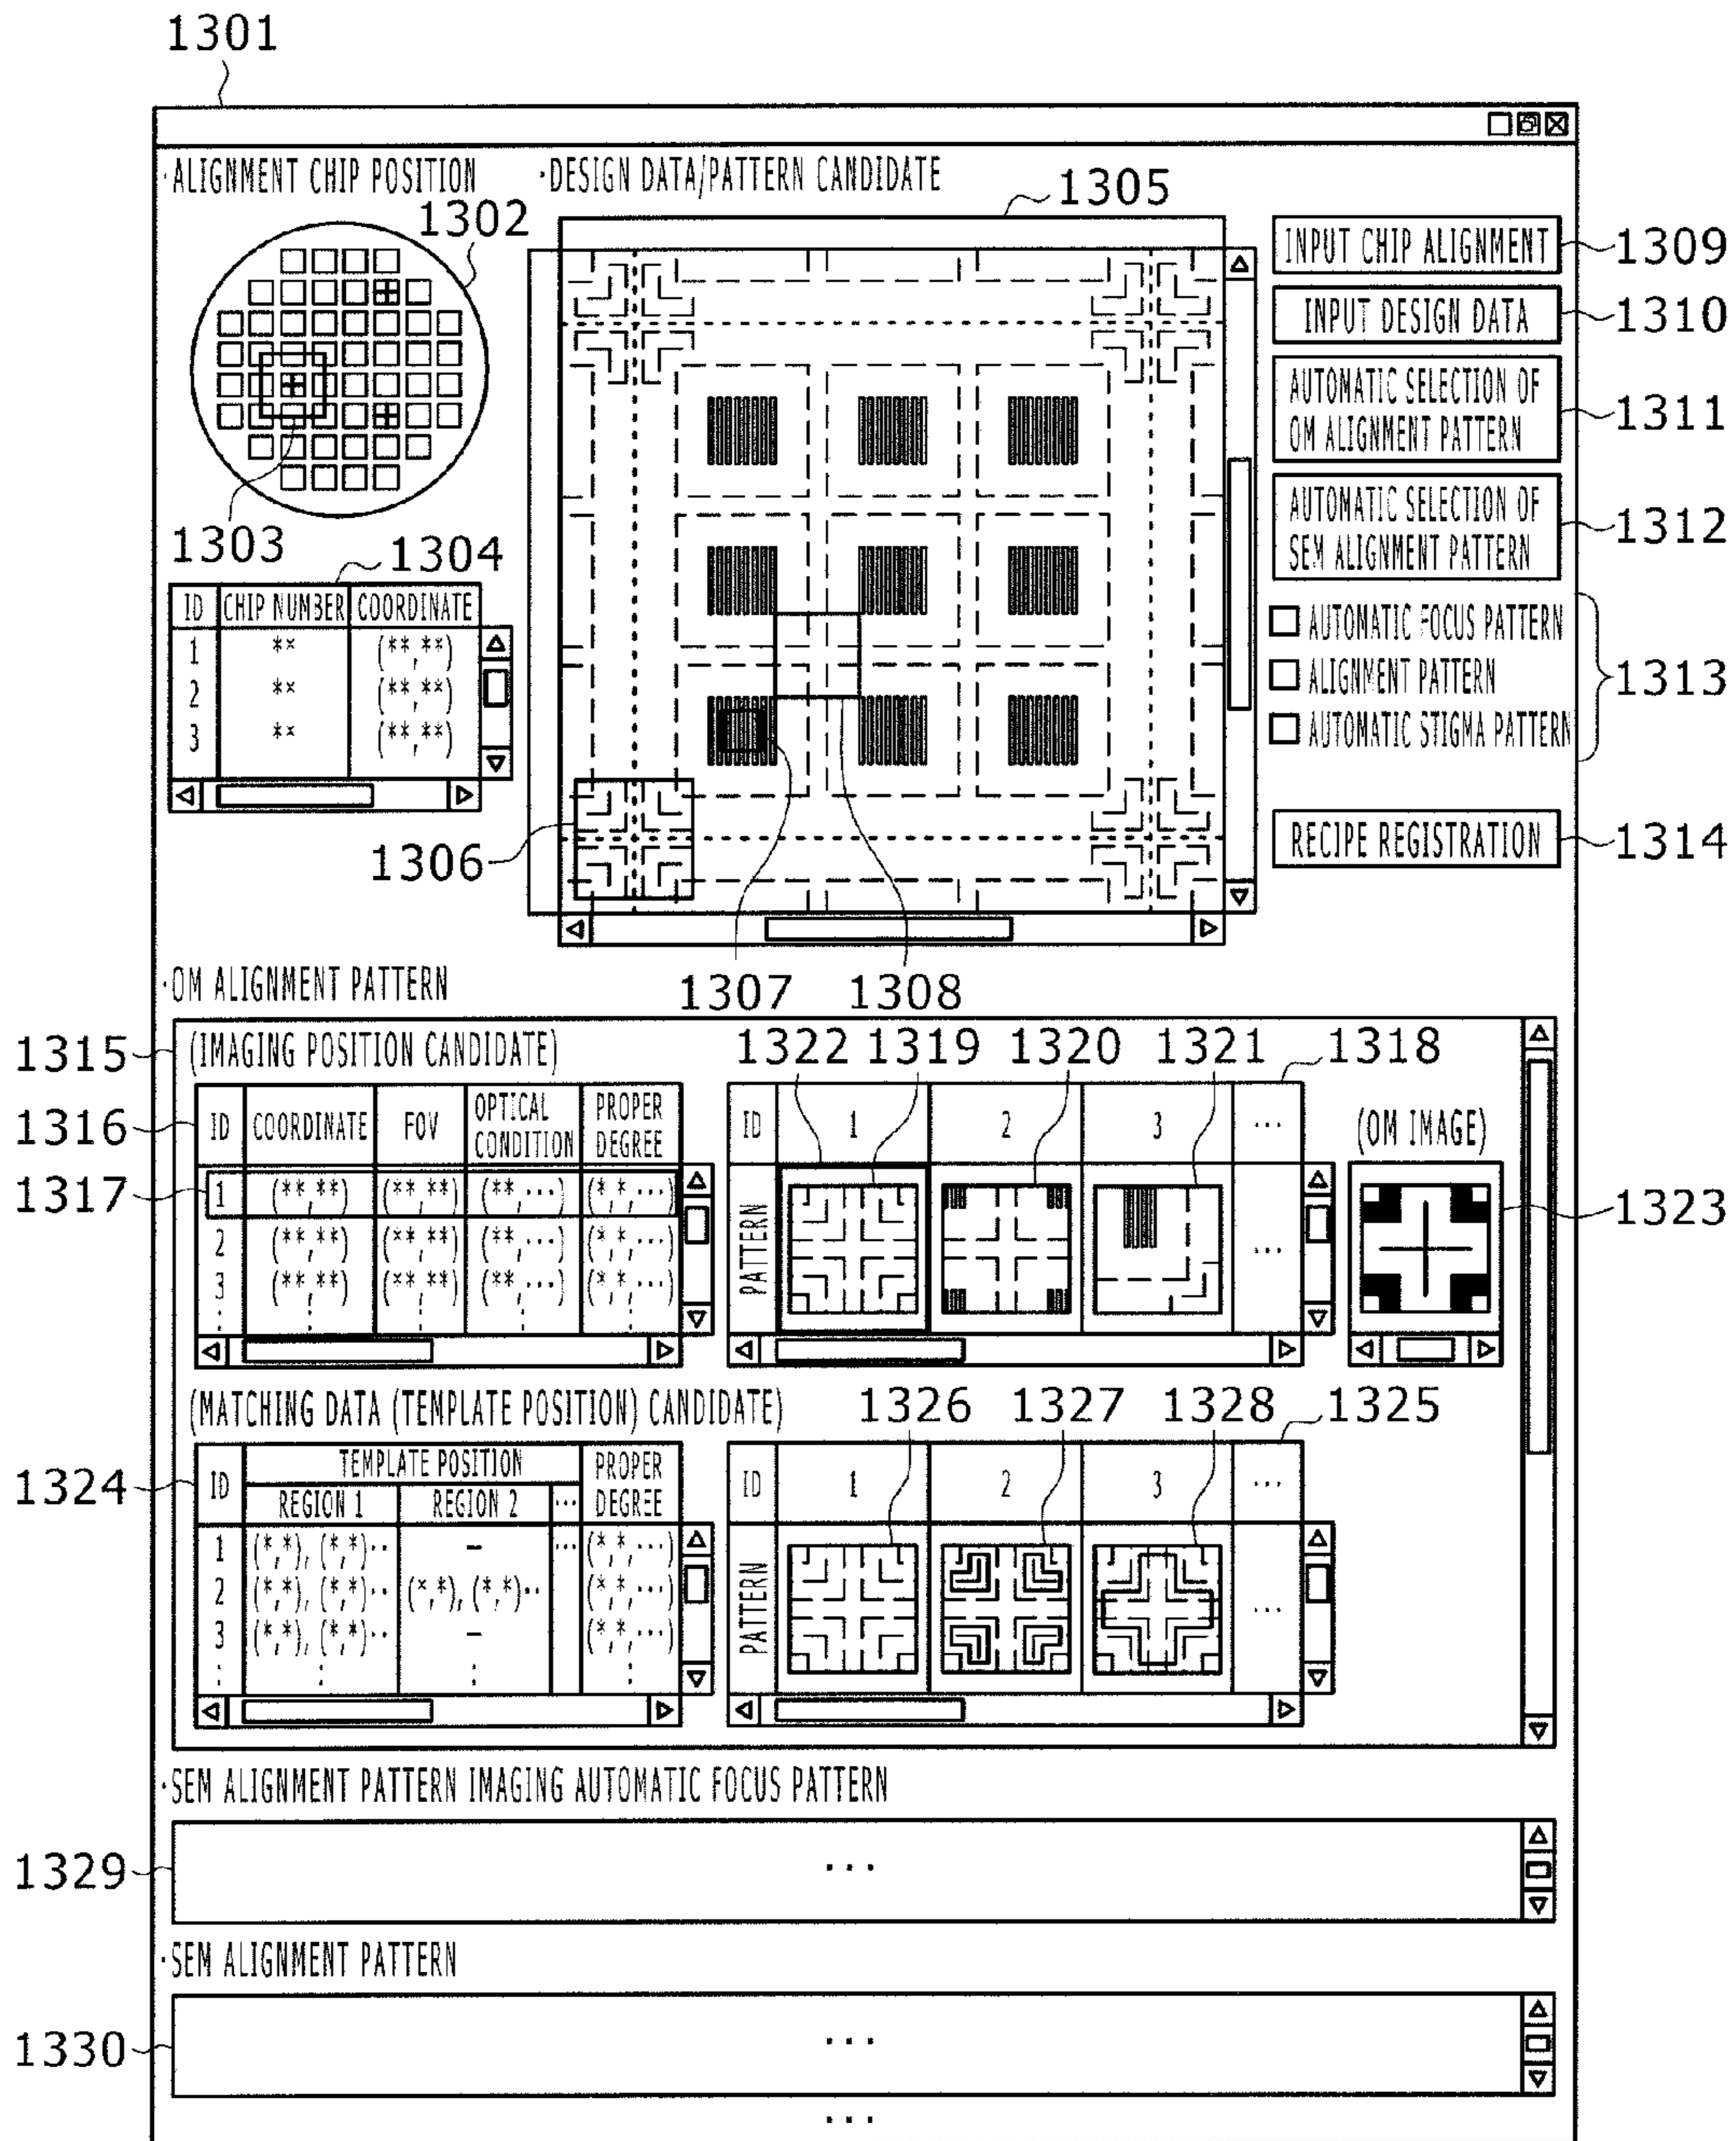 1301
·ALIGNMENT CHIP POSITION
1302
1303
1304
ID CHIP NUMBER COORDINATE
1 ** (**,**)
2 ** (**,**)
3 ** (**,**)
·DESIGN DATA/PATTERN CANDIDATE
1305
1306
1307
1308
INPUT CHIP ALIGNMENT 1309
INPUT DESIGN DATA 1310
AUTOMATIC SELECTION OF
OM ALIGNMENT PATTERN 1311
AUTOMATIC SELECTION OF
SEM ALIGNMENT PATTERN 1312
AUTOMATIC FOCUS PATTERN
ALIGNMENT PATTERN 1313
AUTOMATIC STIGMA PATTERN
RECIPE REGISTRATION 1314
·OM ALIGNMENT PATTERN
1315 (IMAGING POSITION CANDIDATE)
1316
ID COORDINATE FOV OPTICAL CONDITION PROPER DEGREE
1317
1 (**,**) (**,**) (**,···) (*,*,···)
2 (**,**) (**,**) (**,···) (*,*,···)
3 (**,**) (**,**) (**,···) (*,*,···)
: : : : :
1322 1319 1320 1321 1318
ID 1 2 3 ···
PATTERN ···
(OM IMAGE)
1323
(MATCHING DATA (TEMPLATE POSITION) CANDIDATE)
1324
ID TEMPLATE POSITION PROPER DEGREE
REGION 1 REGION 2 ···
1 (*,*), (*,*)·· – ··· (*,*,···)
2 (*,*), (*,*)·· (*,*), (*,*)·· (*,*,···)
3 (*,*), (*,*)·· – (*,*,···)
: : : :
1326 1327 1328 1325
ID 1 2 3 ···
PATTERN ···
·SEM ALIGNMENT PATTERN IMAGING AUTOMATIC FOCUS PATTERN
1329 ···
·SEM ALIGNMENT PATTERN
1330 ···
···